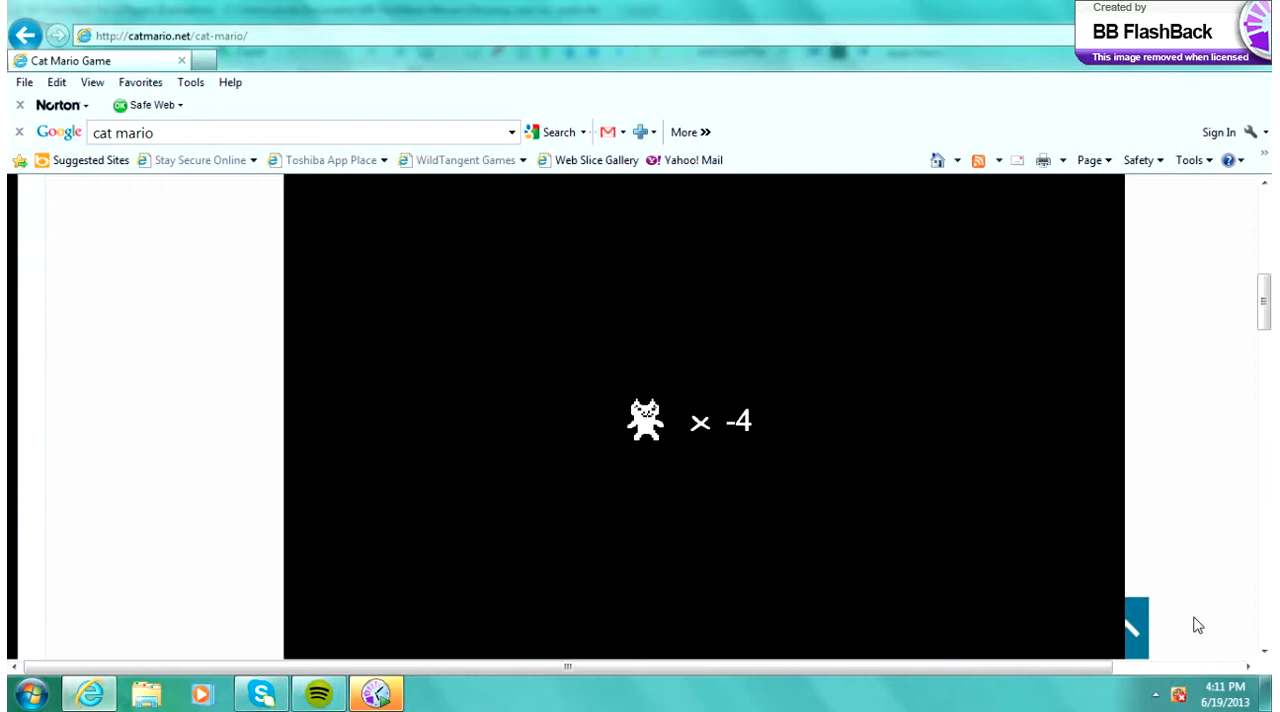 Created by
BB FlashBack
This image removed when licensed
http://catmario.net/cat-mario/
Cat Mario Game
File Edit View Favorites Tools Help
Norton
OK Safe Web
Google cat mario Search More » Sign In
Suggested Sites Stay Secure Online Toshiba App Place WildTangent Games Web Slice Gallery Yahoo! Mail Page Safety Tools
x -4
4:11 PM
6/19/2013